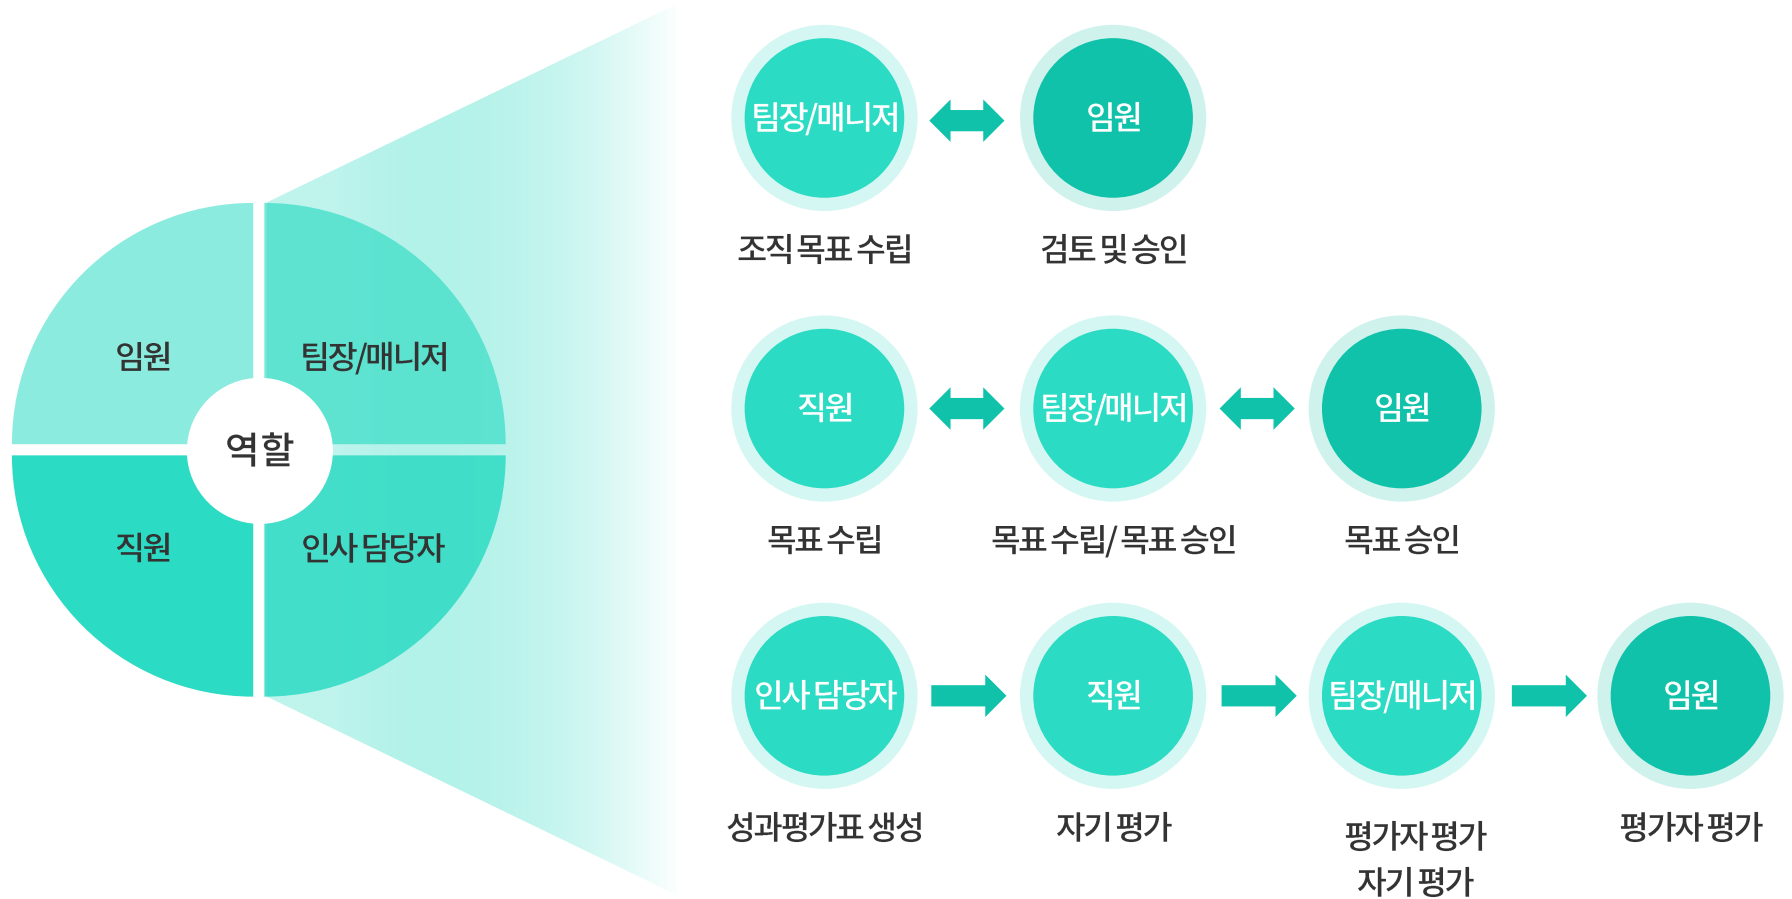 임원
팀장/매니저
역할
직원
인사 담당자
팀장/매니저
임원
조직 목표 수립
검토 및 승인
직원
팀장/매니저
임원
목표 수립
목표 수립/ 목표 승인
목표 승인
인사 담당자
직원
팀장/매니저
임원
성과평가표 생성
자기 평가
평가자 평가
자기 평가
평가자 평가